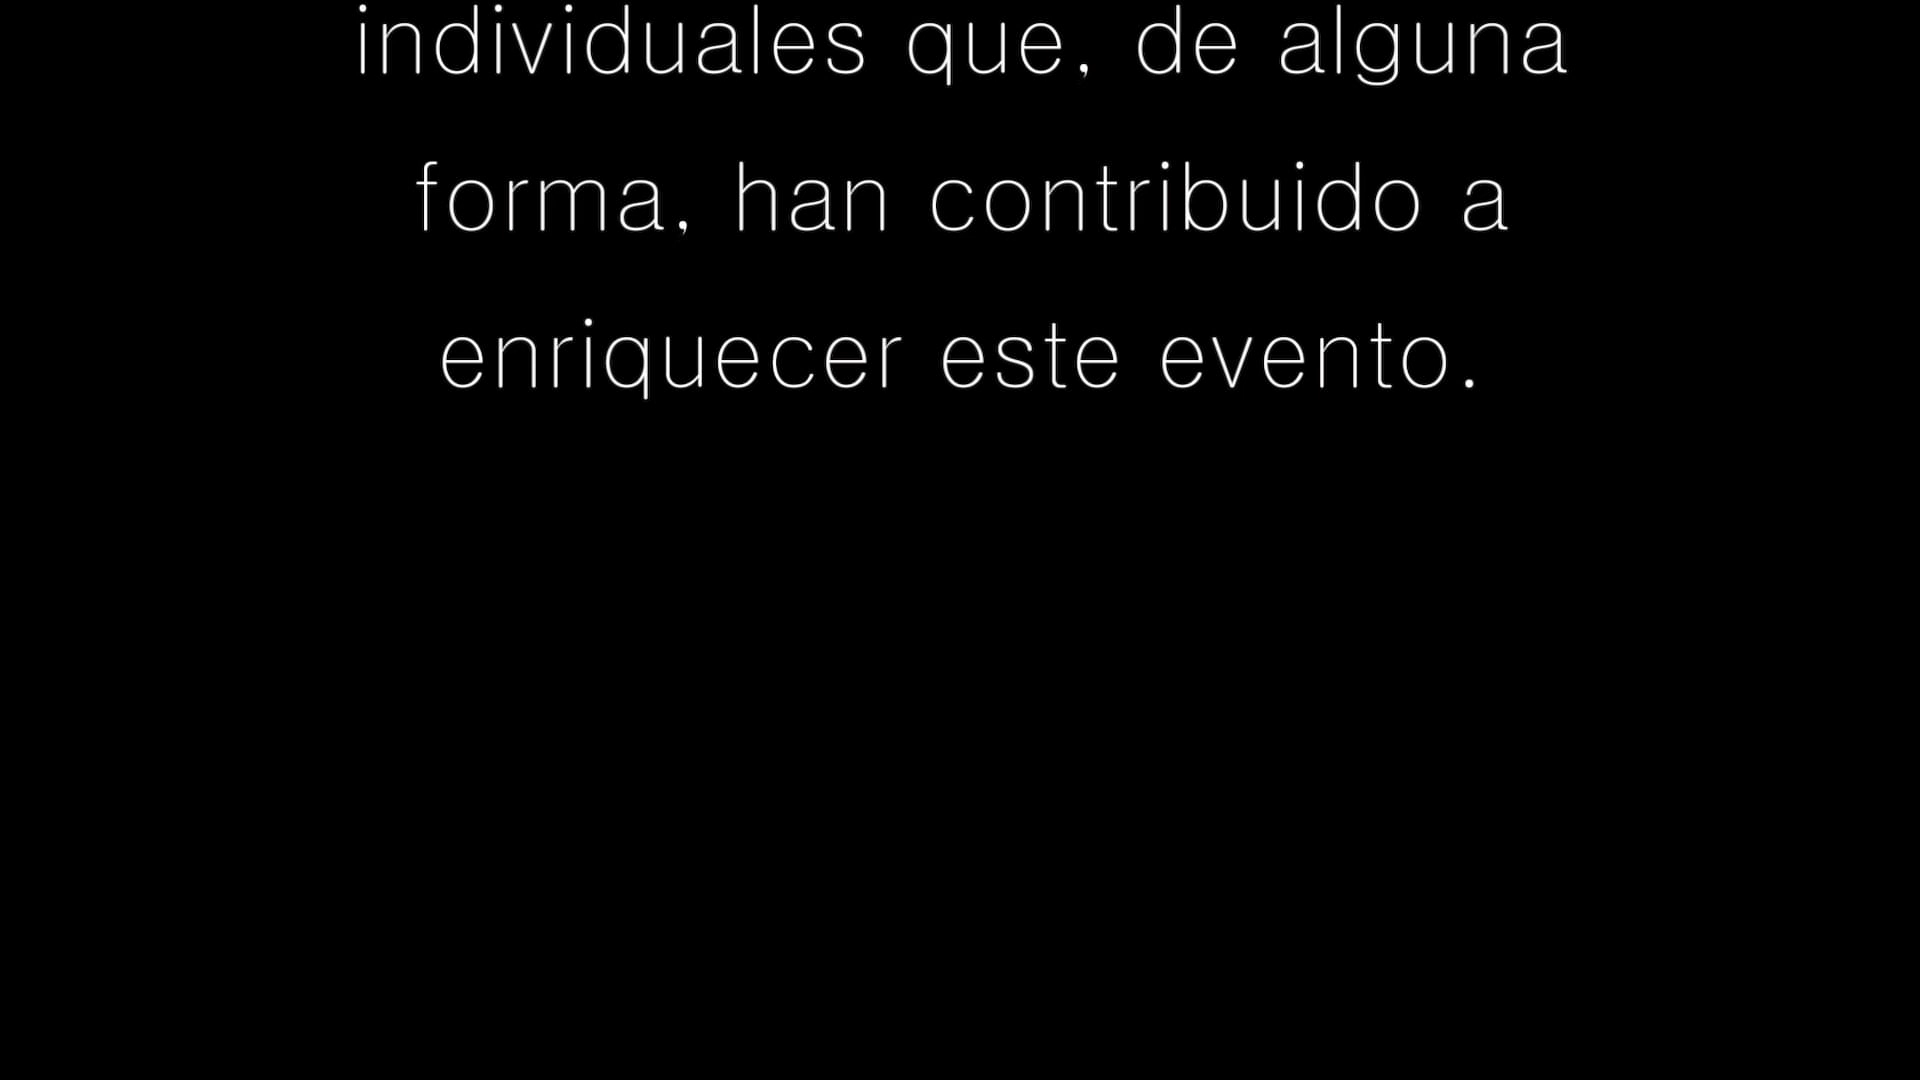 individuales que, de alguna
forma, han contribuido a
enriquecer este evento.